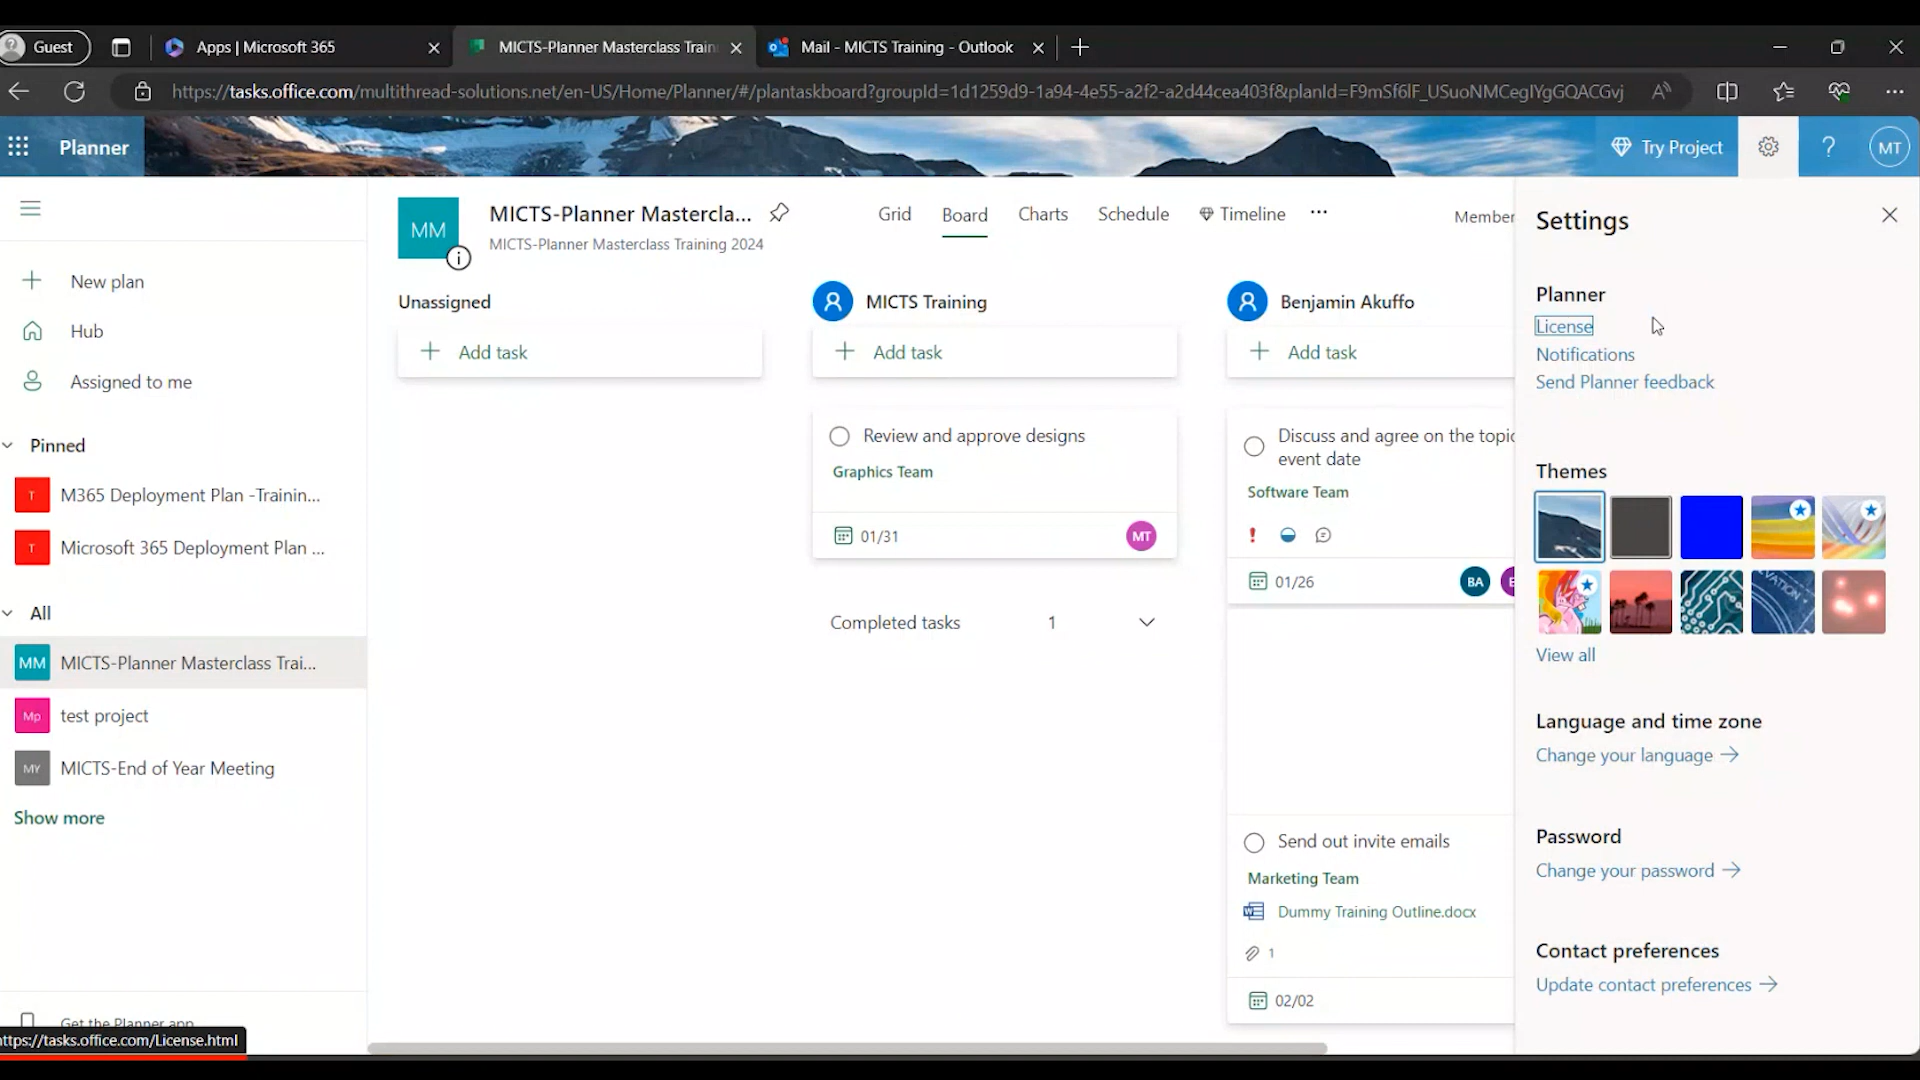 Guest
Apps | Microsoft 365
MICTS-Planner Masterclass Train
Mail - MICTS Training - Outlook
https://tasks.office.com/multithread-solutions.net/en-US/Home/Planner/#/plantaskboard?groupId=1d1259d9-1a94-4e55-a2f2-a2d44cea403f&planId=F9mSf6lF_USuoNMCegIYgGQACGvj
Planner
Try Project
?
MT
New plan
Hub
Assigned to me
Pinned
T M365 Deployment Plan -Trainin...
T Microsoft 365 Deployment Plan ...
All
MM MICTS-Planner Masterclass Trai...
Mp test project
MY MICTS-End of Year Meeting
Show more
Get the Planner app
https://tasks.office.com/License.html
MM
MICTS-Planner Mastercla...
MICTS-Planner Masterclass Training 2024
Grid
Board
Charts
Schedule
Timeline
...
Member
Unassigned
Add task
MICTS Training
Add task
Review and approve designs
Graphics Team
01/31
MT
Completed tasks 1
Benjamin Akuffo
Add task
Discuss and agree on the topic
event date
Software Team
01/26
BA
Send out invite emails
Marketing Team
Dummy Training Outline.docx
1
02/02
Settings
Planner
License
Notifications
Send Planner feedback
Themes
View all
Language and time zone
Change your language
Password
Change your password
Contact preferences
Update contact preferences